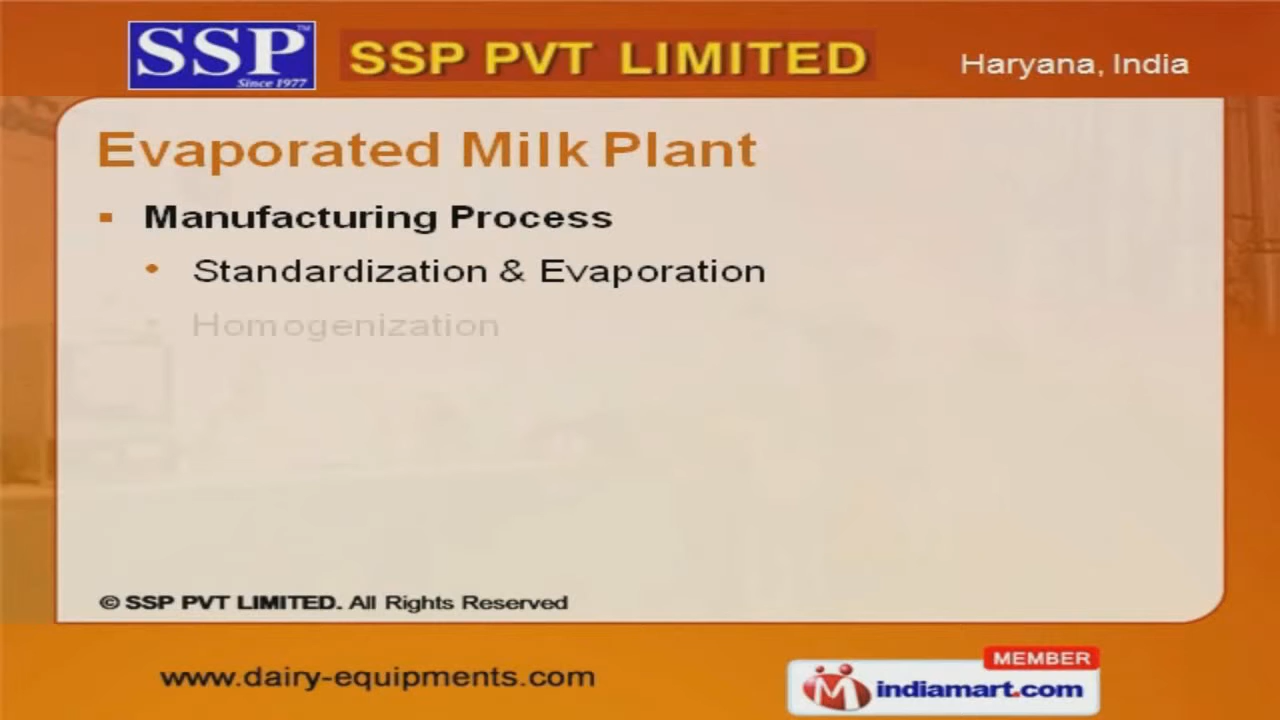 SSP™
Since 1977
SSP PVT LIMITED
Haryana, India
Evaporated Milk Plant
▪ Manufacturing Process
• Standardization & Evaporation
• Homogenization
© SSP PVT LIMITED. All Rights Reserved
www.dairy-equipments.com
MEMBER
indiamart.com